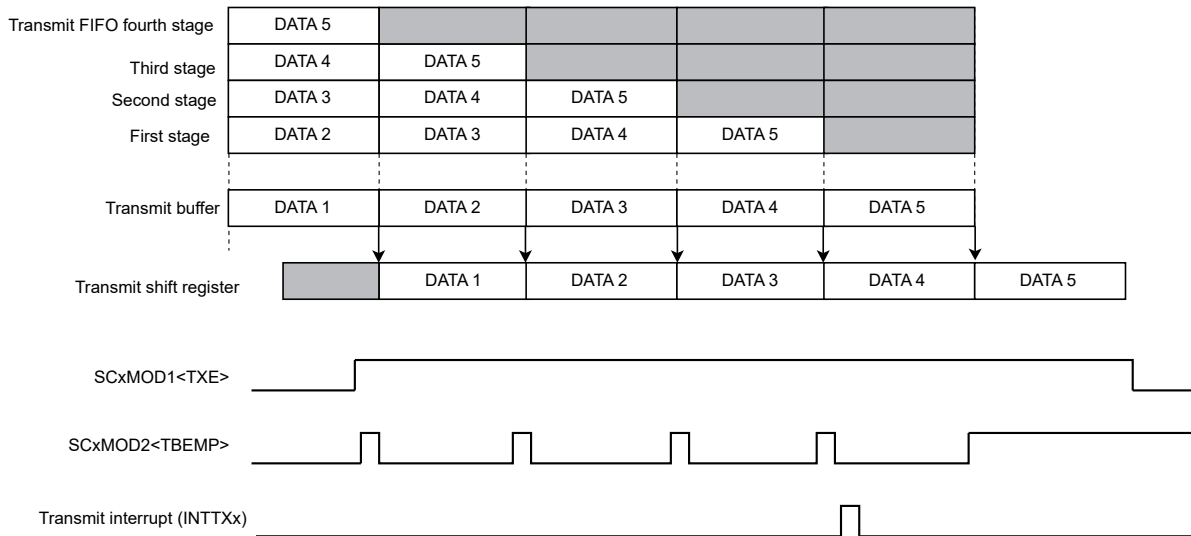 Transmit FIFO fourth stage DATA 5
Third stage DATA 4 DATA 5
Second stage DATA 3 DATA 4 DATA 5
First stage DATA 2 DATA 3 DATA 4 DATA 5
Transmit buffer DATA 1 DATA 2 DATA 3 DATA 4 DATA 5
Transmit shift register DATA 1 DATA 2 DATA 3 DATA 4 DATA 5
SCxMOD1<TXE>
SCxMOD2<TBEMP>
Transmit interrupt (INTTXx)